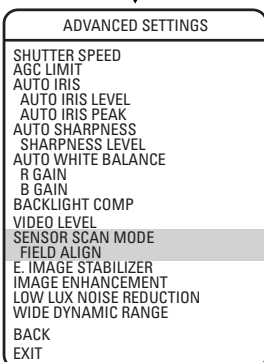 ADVANCED SETTINGS
SHUTTER SPEED
AGC LIMIT
AUTO IRIS
AUTO IRIS LEVEL
AUTO IRIS PEAK
AUTO SHARPNESS
SHARPNESS LEVEL
AUTO WHITE BALANCE
R GAIN
B GAIN
BACKLIGHT COMP
VIDEO LEVEL
SENSOR SCAN MODE
FIELD ALIGN
E. IMAGE STABILIZER
IMAGE ENHANCEMENT
LOW LUX NOISE REDUCTION
WIDE DYNAMIC RANGE
BACK
EXIT